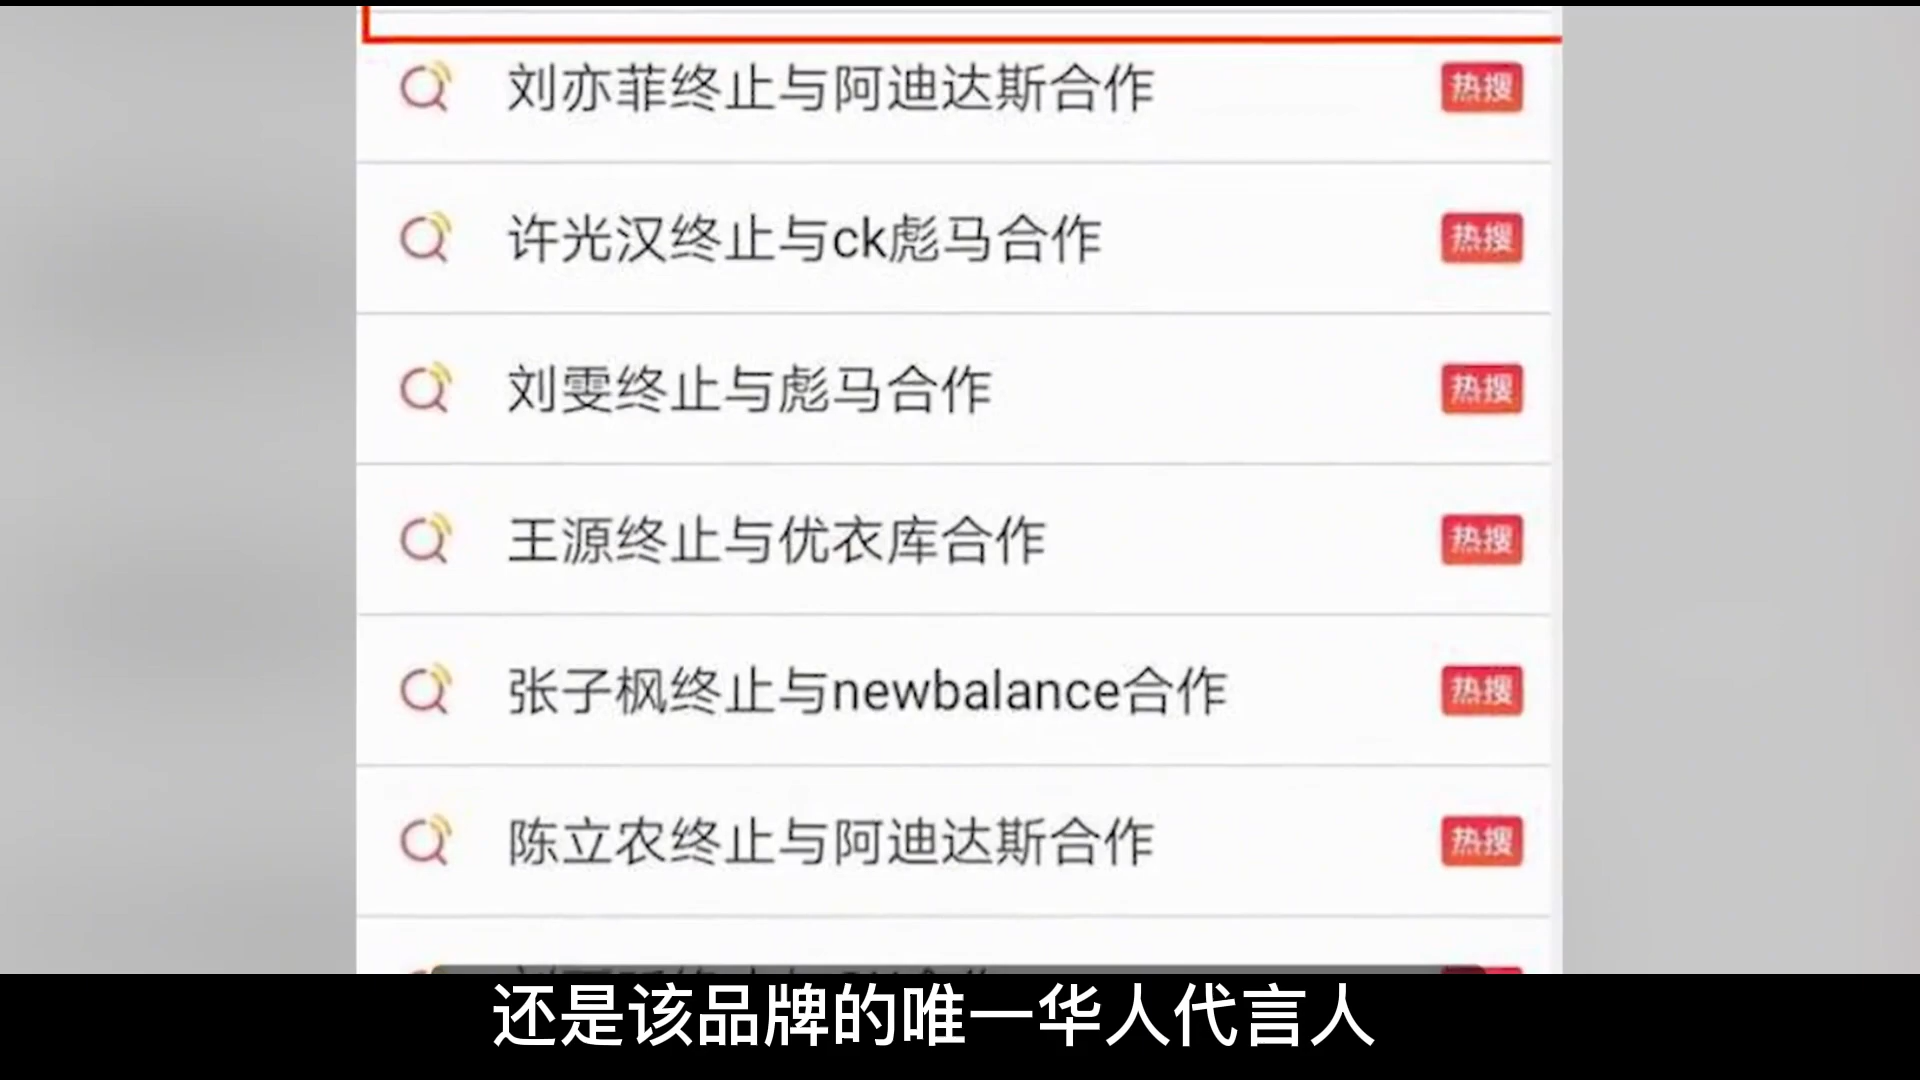 刘亦菲终止与阿迪达斯合作 热搜
许光汉终止与ck彪马合作 热搜
刘雯终止与彪马合作 热搜
王源终止与优衣库合作 热搜
张子枫终止与newbalance合作 热搜
陈立农终止与阿迪达斯合作 热搜
还是该品牌的唯一华人代言人